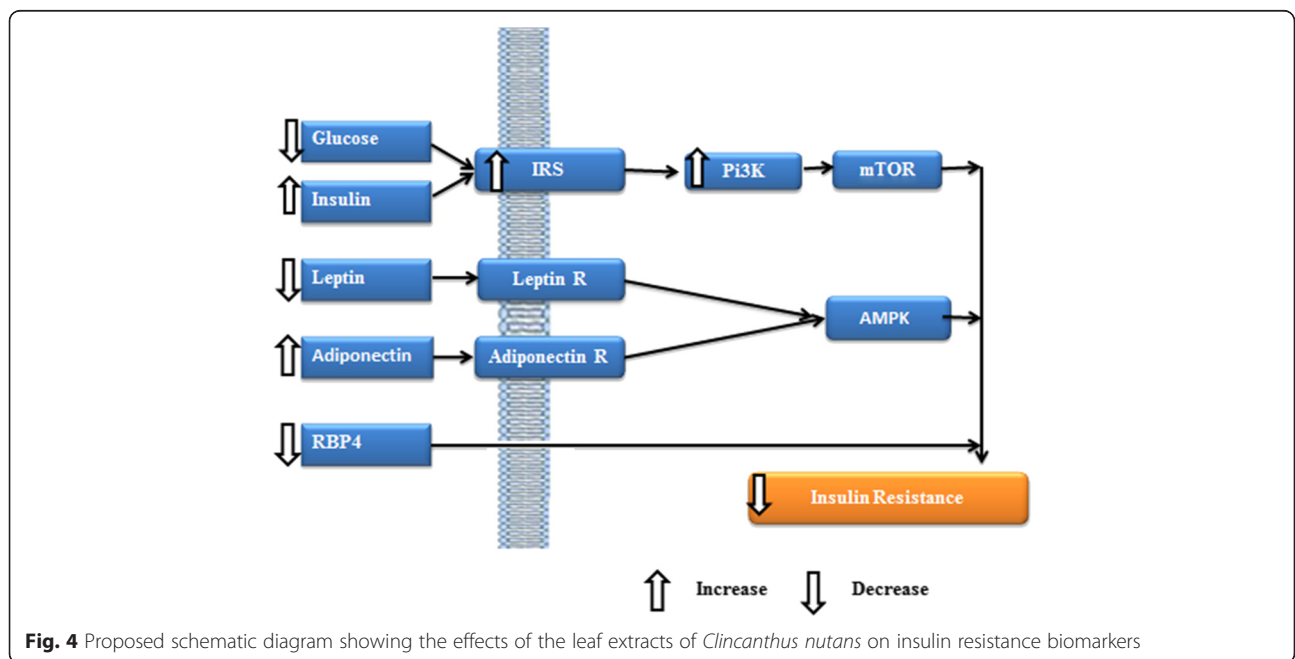 Glucose
Insulin
IRS
Pi3K
mTOR
Leptin
Leptin R
AMPK
Adiponectin
Adiponectin R
RBP4
Insulin Resistance
Increase
Decrease
Fig. 4 Proposed schematic diagram showing the effects of the leaf extracts of Clincanthus nutans on insulin resistance biomarkers